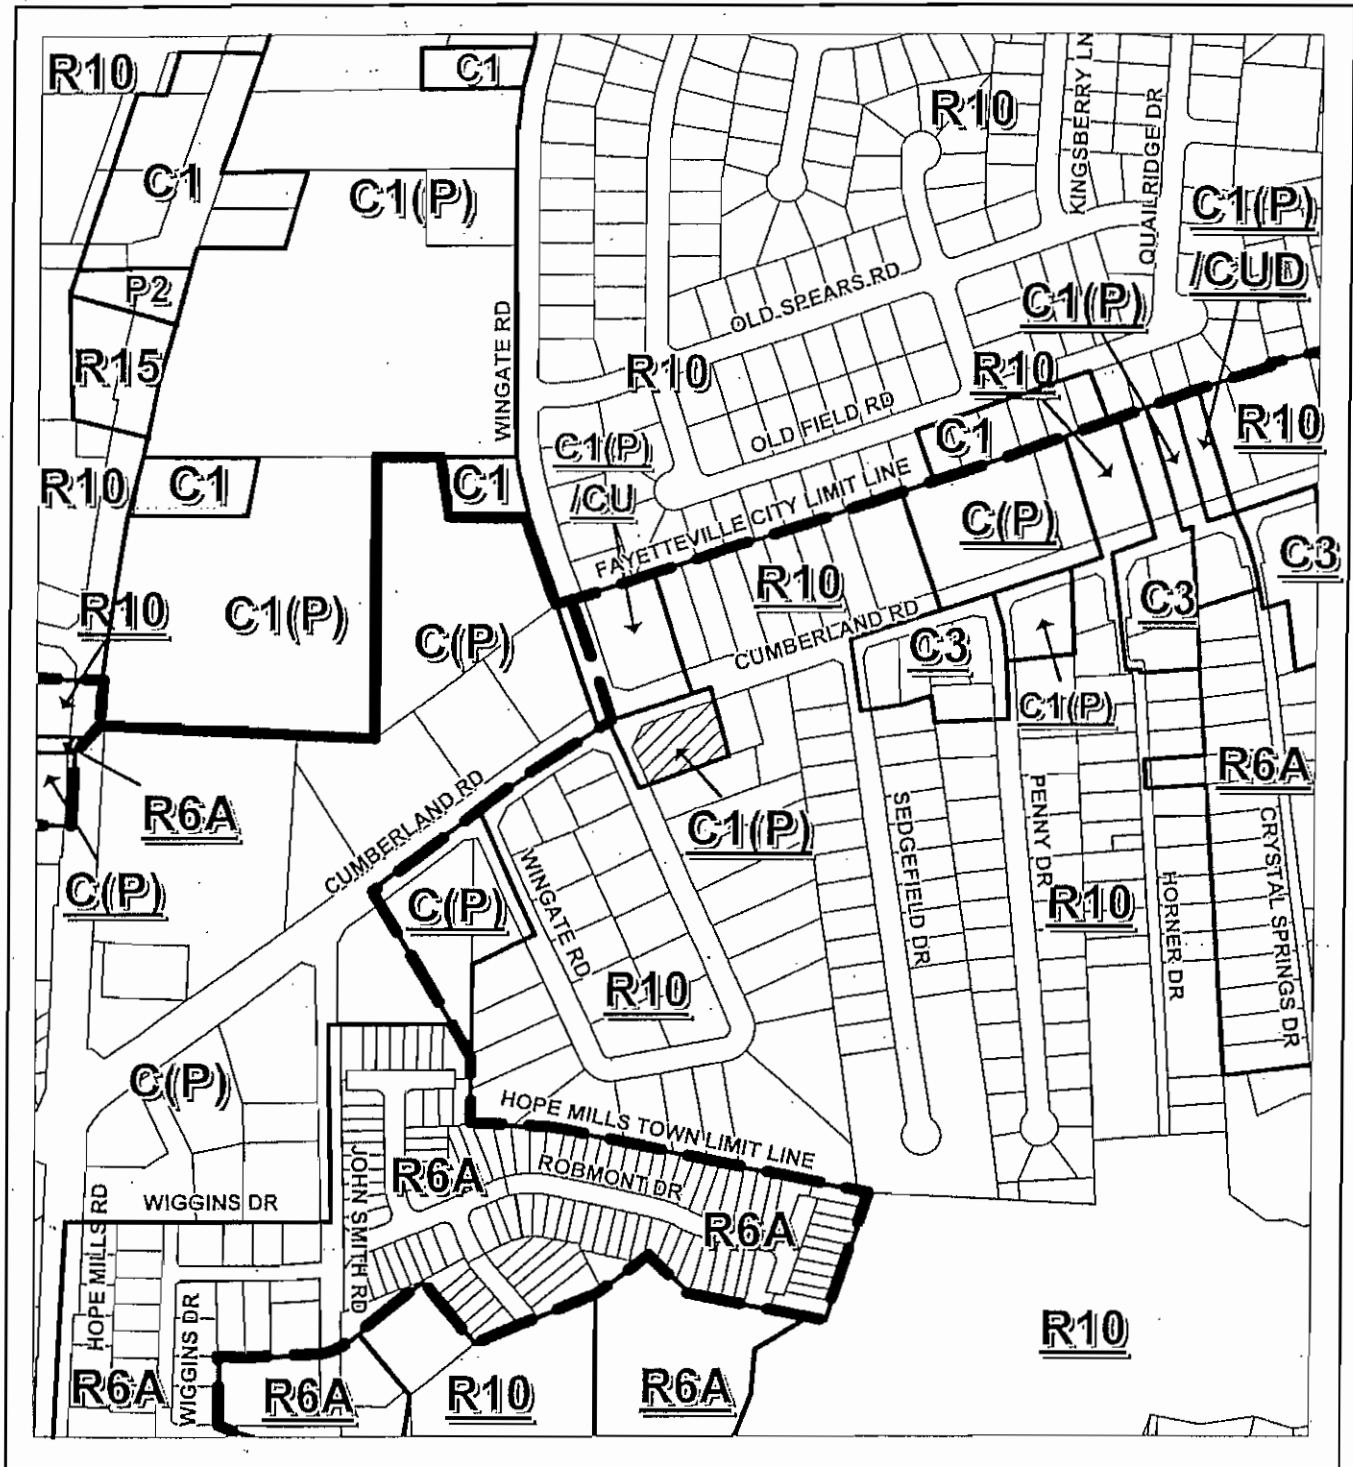 R10
C1
R10
KINGSBERRY LN
QUAILRIDGE DR
C1
C1(P)
C1(P)
/CUD
P2
OLD SPEARS RD
C1(P)
R15
WINGATE RD
R10
R10
OLD FIELD RD
C1
R10
C1(P)
/CU
R10
C1
C1
FAYETTEVILLE CITY LIMIT LINE
C(P)
C3
R10
C1(P)
C(P)
R10
CUMBERLAND RD
C3
C3
C1(P)
CUMBERLAND RD
R6A
C1(P)
R6A
C(P)
C(P)
WINGATE RD
SEDGEFIELD DR
PENNY DR
R10
HORNER DR
CRYSTAL SPRINGS DR
R10
C(P)
HOPE MILLS TOWN LIMIT LINE
ROBMONT DR
R6A
JOHN SMITH RD
WIGGINS DR
HOPE MILLS RD
R6A
WIGGINS DR
R10
R6A
R6A
R10
R6A